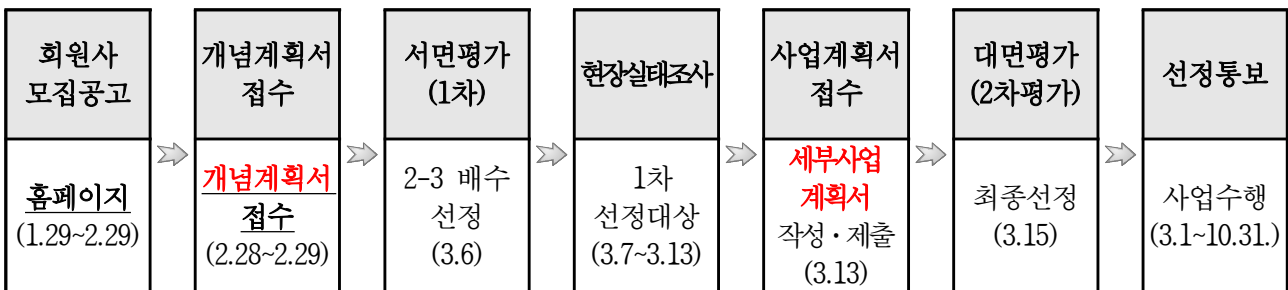 회원사
모집공고
홈페이지
(1.29~2.29)
개념계획서
접수
개념계획서
접수
(2.28~2.29)
서면평가
(1차)
2-3 배수
선정
(3.6)
현장실태조사
1차
선정대상
(3.7~3.13)
사업계획서
접수
세부사업
계획서
작성·제출
(3.13)
대면평가
(2차평가)
최종선정
(3.15)
선정통보
사업수행
(3.1~10.31.)